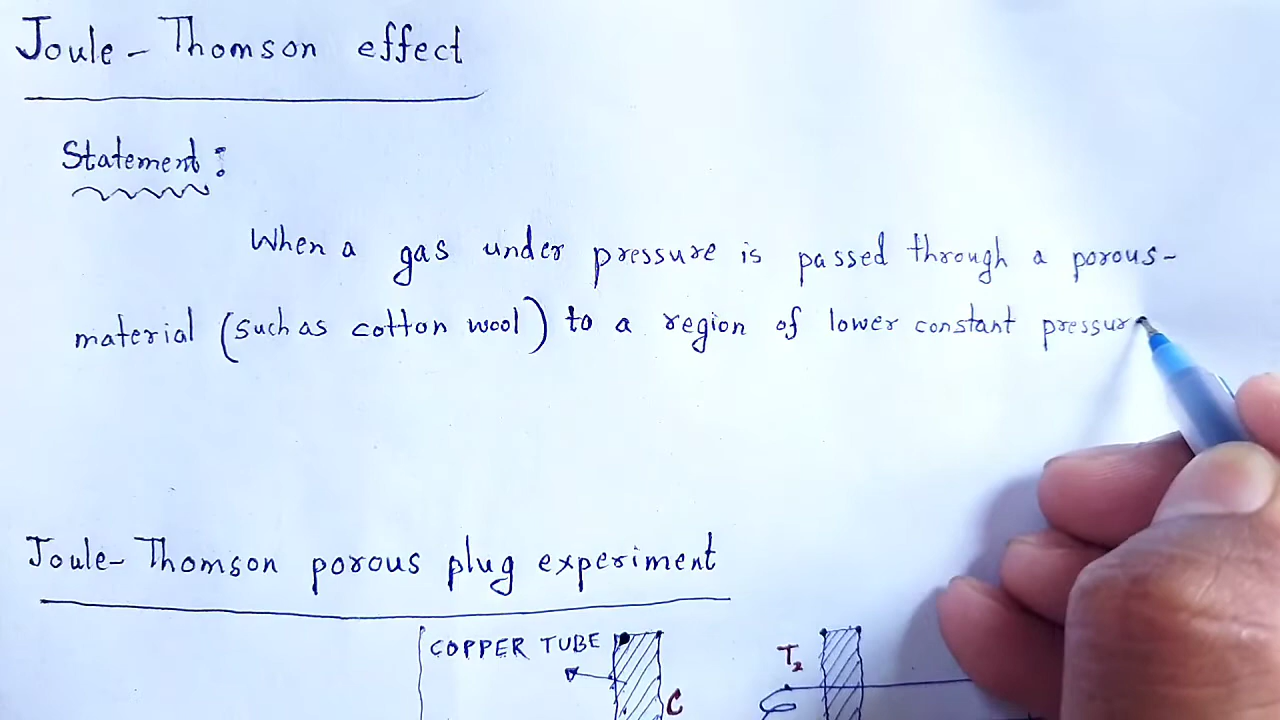 Joule-Thomson effect
Statement:
When a gas under pressure is passed through a porous-
material (such as cotton wool) to a region of lower constant pressur
Joule-Thomson porous plug experiment
COPPER TUBE
T₂
C